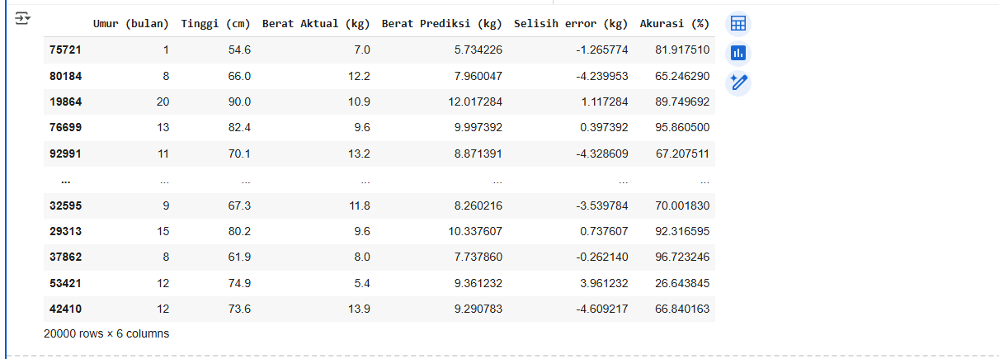 Umur (bulan) Tinggi (cm) Berat Aktual (kg) Berat Prediksi (kg) Selisih error (kg) Akurasi (%)
75721 1 54.6 7.0 5.734226 -1.265774 81.917510
80184 8 66.0 12.2 7.960047 -4.239953 65.246290
19864 20 90.0 10.9 12.017284 1.117284 89.749692
76699 13 82.4 9.6 9.997392 0.397392 95.860500
92991 11 70.1 13.2 8.871391 -4.328609 67.207511
... ... ... ... ... ... ...
32595 9 67.3 11.8 8.260216 -3.539784 70.001830
29313 15 80.2 9.6 10.337607 0.737607 92.316595
37862 8 61.9 8.0 7.737860 -0.262140 96.723246
53421 12 74.9 5.4 9.361232 3.961232 26.643845
42410 12 73.6 13.9 9.290783 -4.609217 66.840163
20000 rows × 6 columns